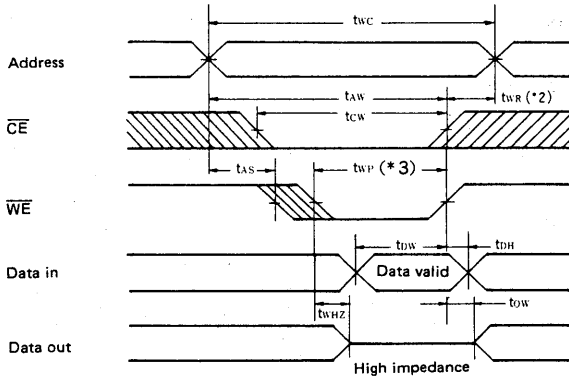 tWC
Address
tAW
tWR (*2)
tCW
CE
tAS
tWP (*3)
WE
tDW
tDH
Data in
Data valid
tWHZ
tOW
Data out
High impedance